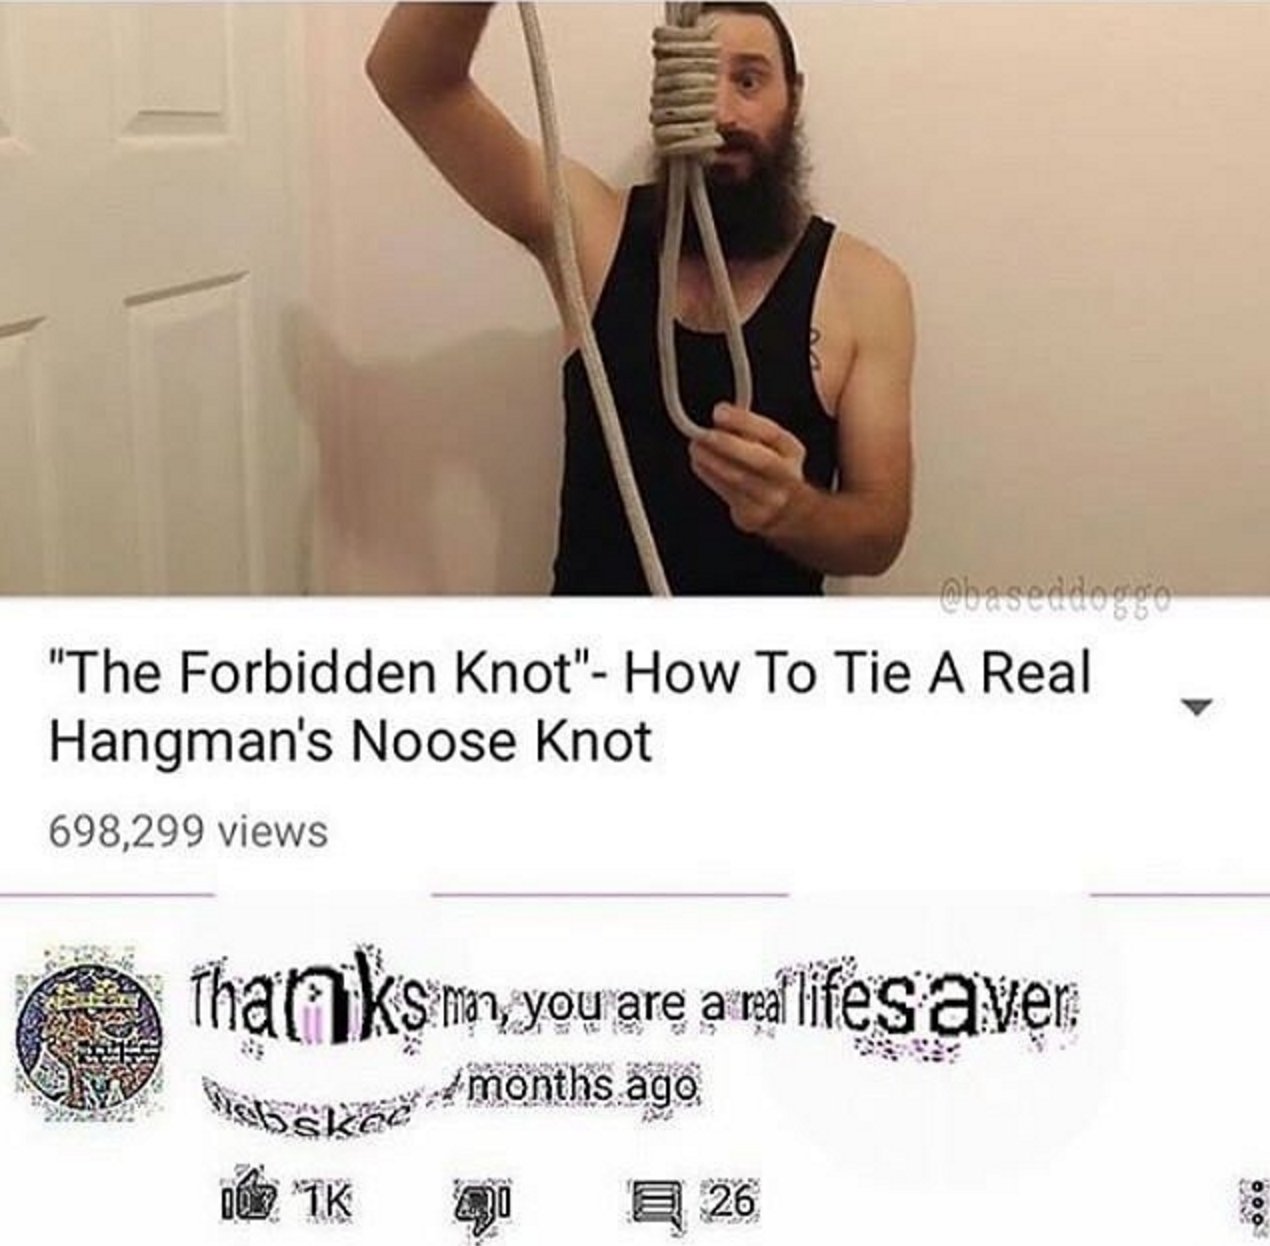 @baseddoggo
"The Forbidden Knot"- How To Tie A Real
Hangman's Noose Knot
698,299 views
Thanks man, you are a real lifesaver
months ago
1K 26